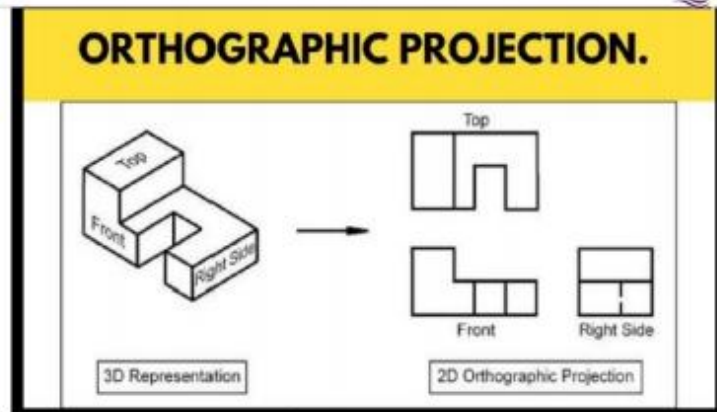 ORTHOGRAPHIC PROJECTION.
Top
Front
Right Side
Top
Front
Right Side
3D Representation
2D Orthographic Projection